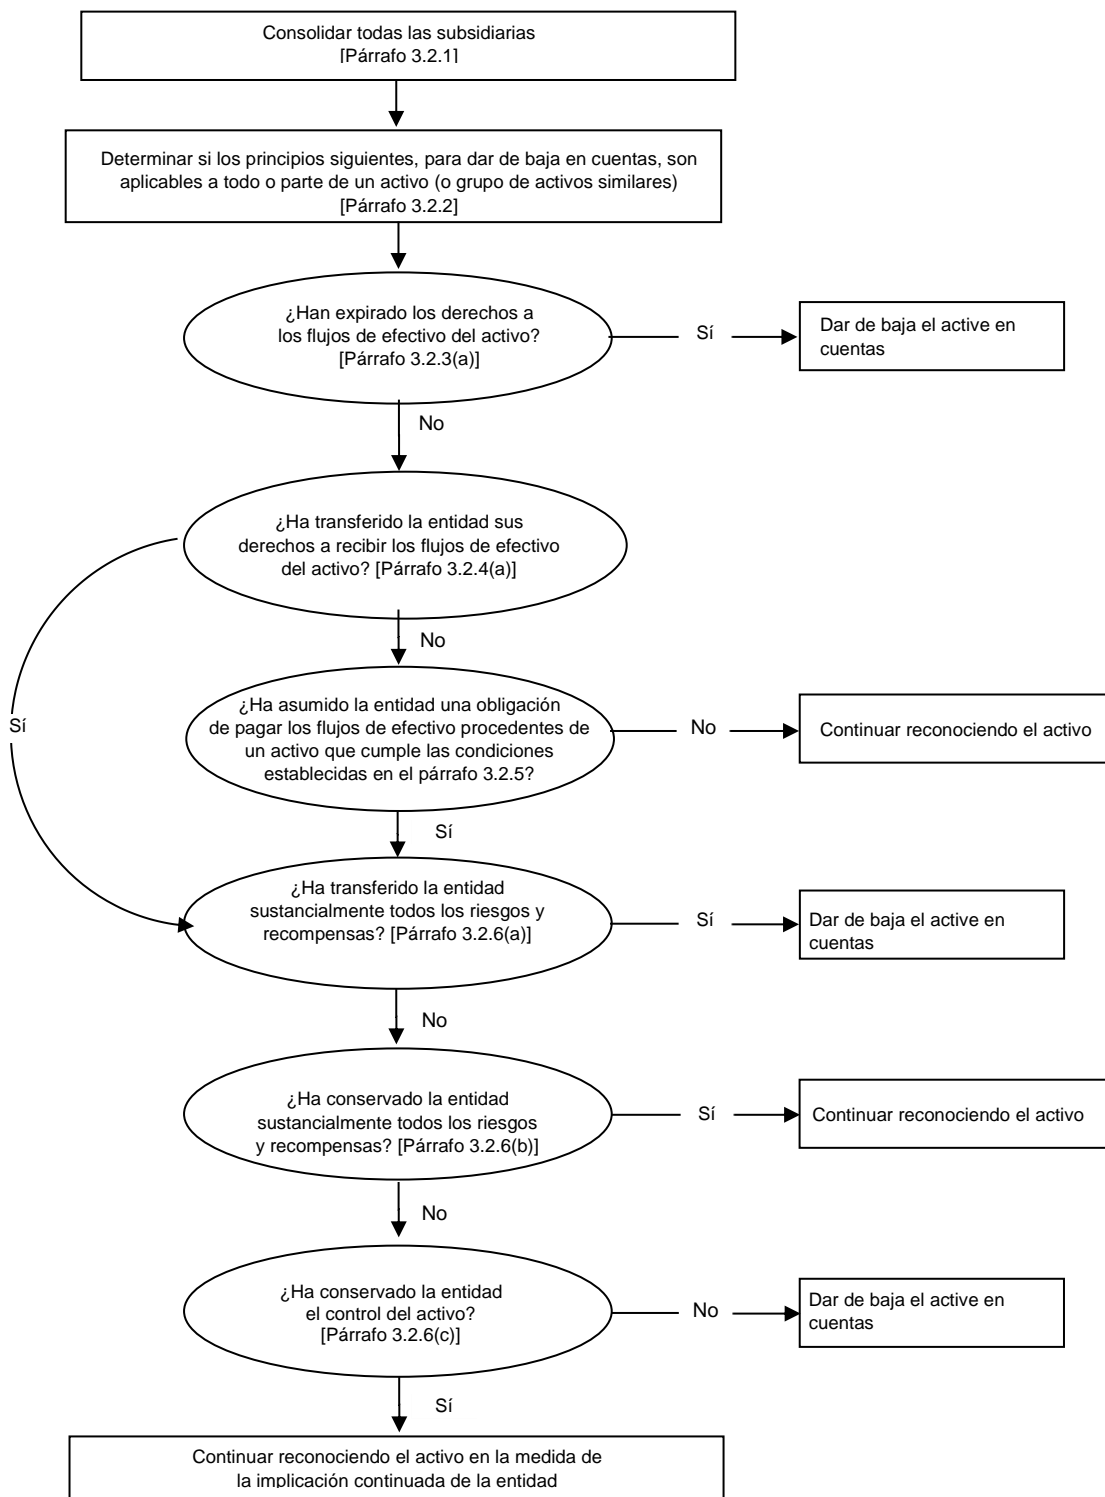 Consolidar todas las subsidiarias
[Párrafo 3.2.1]
Determinar si los principios siguientes, para dar de baja en cuentas, son
aplicables a todo o parte de un activo (o grupo de activos similares)
[Párrafo 3.2.2]
¿Han expirado los derechos a
los flujos de efectivo del activo?
[Párrafo 3.2.3(a)]
Sí
Dar de baja el active en
cuentas
No
¿Ha transferido la entidad sus
derechos a recibir los flujos de efectivo
del activo? [Párrafo 3.2.4(a)]
No
Sí
¿Ha asumido la entidad una obligación
de pagar los flujos de efectivo procedentes de
un activo que cumple las condiciones
establecidas en el párrafo 3.2.5?
No
Continuar reconociendo el activo
Sí
¿Ha transferido la entidad
sustancialmente todos los riesgos y
recompensas? [Párrafo 3.2.6(a)]
Sí
Dar de baja el active en
cuentas
No
¿Ha conservado la entidad
sustancialmente todos los riesgos
y recompensas? [Párrafo 3.2.6(b)]
Sí
Continuar reconociendo el activo
No
¿Ha conservado la entidad
el control del activo?
[Párrafo 3.2.6(c)]
No
Dar de baja el active en
cuentas
Sí
Continuar reconociendo el activo en la medida de
la implicación continuada de la entidad